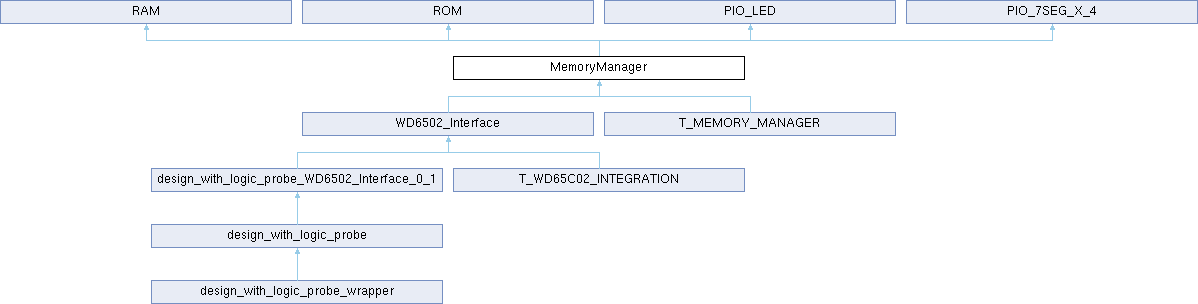 RAM
ROM
PIO_LED
PIO_7SEG_X_4
MemoryManager
WD6502_Interface
T_MEMORY_MANAGER
design_with_logic_probe_WD6502_Interface_0_1
T_WD65C02_INTEGRATION
design_with_logic_probe
design_with_logic_probe_wrapper